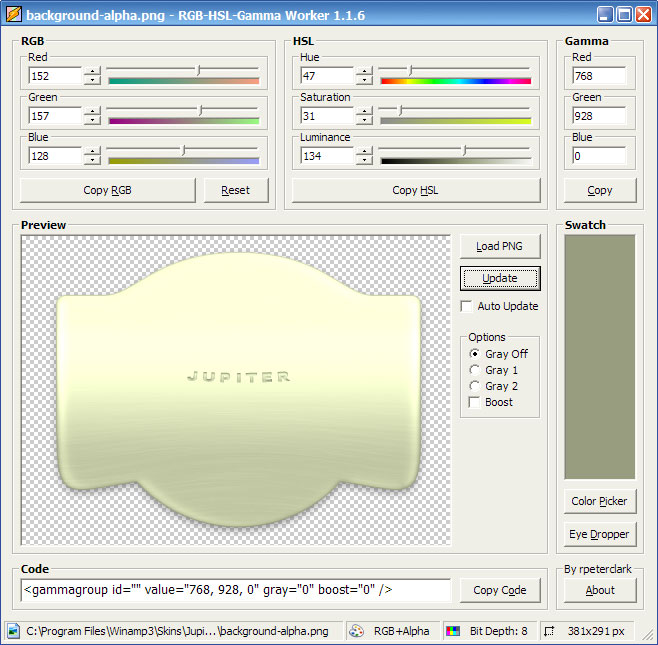 background-alpha.png - RGB-HSL-Gamma Worker 1.1.6
RGB
Red
152
Green
157
Blue
128
Copy RGB
Reset
HSL
Hue
47
Saturation
31
Luminance
134
Copy HSL
Gamma
Red
768
Green
928
Blue
0
Copy
Preview
JUPITER
Load PNG
Update
Auto Update
Options
Gray Off
Gray 1
Gray 2
Boost
Swatch
Color Picker
Eye Dropper
Code
<gammagroup id="" value="768, 928, 0" gray="0" boost="0" />
Copy Code
By rpeterclark
About
C:\Program Files\Winamp3\Skins\Jupi...\background-alpha.png
RGB+Alpha
Bit Depth: 8
381x291 px